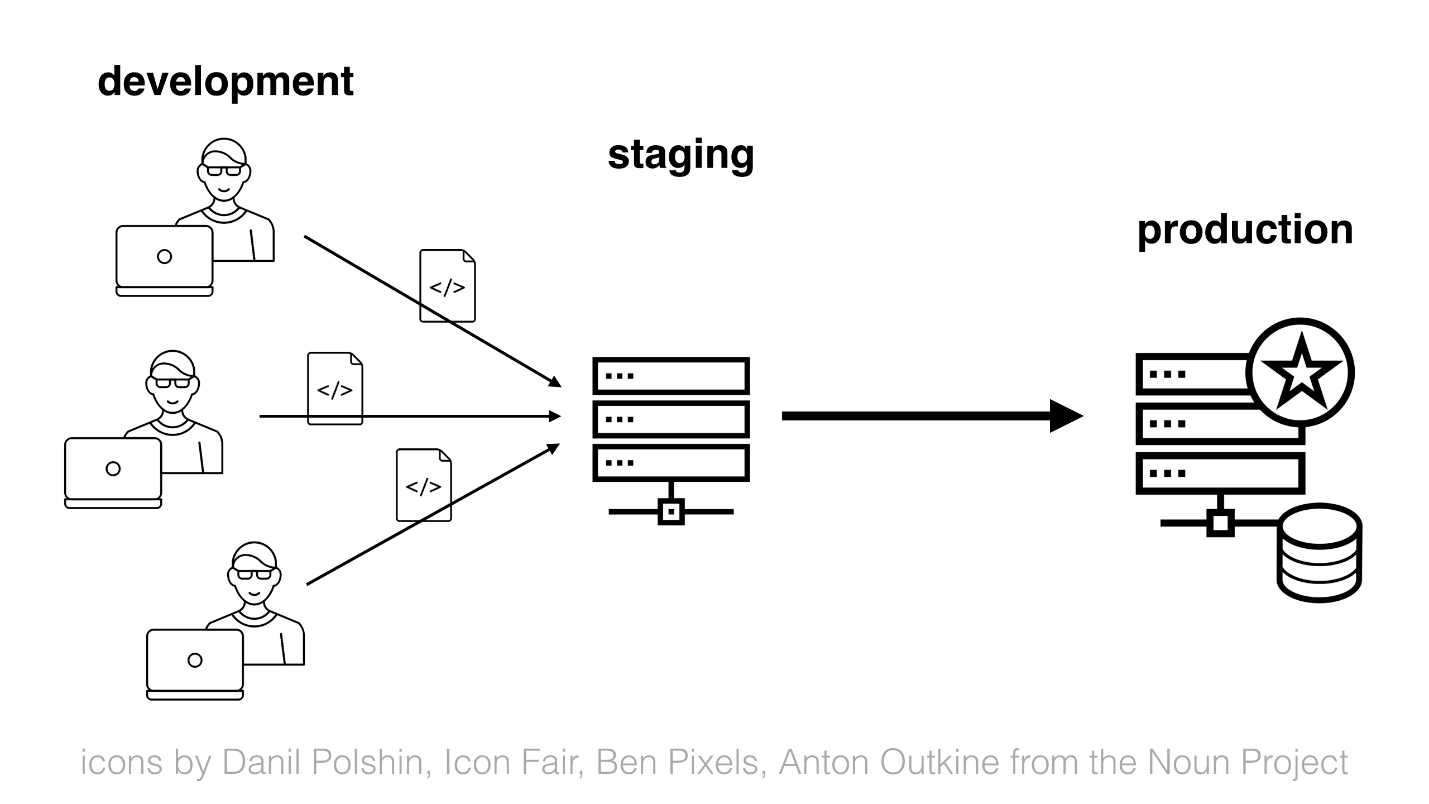 development
staging
production
</>
</>
</>
icons by Danil Polshin, Icon Fair, Ben Pixels, Anton Outkine from the Noun Project